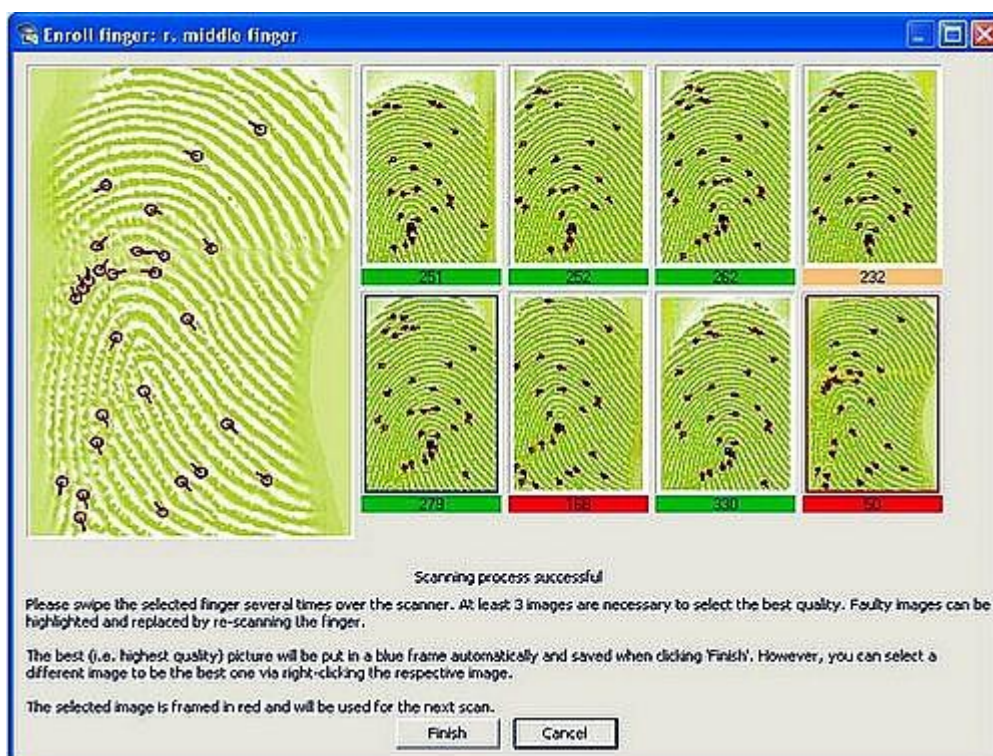 Enroll finger: r. middle finger
251 252 262 232
279 168 330 50
Scanning process successful
Please swipe the selected finger several times over the scanner. At least 3 images are necessary to select the best quality. Faulty images can be
highlighted and replaced by re-scanning the finger.
The best (i.e. highest quality) picture will be put in a blue frame automatically and saved when clicking 'Finish'. However, you can select a
different image to be the best one via right-clicking the respective image.
The selected image is framed in red and will be used for the next scan.
Finish Cancel